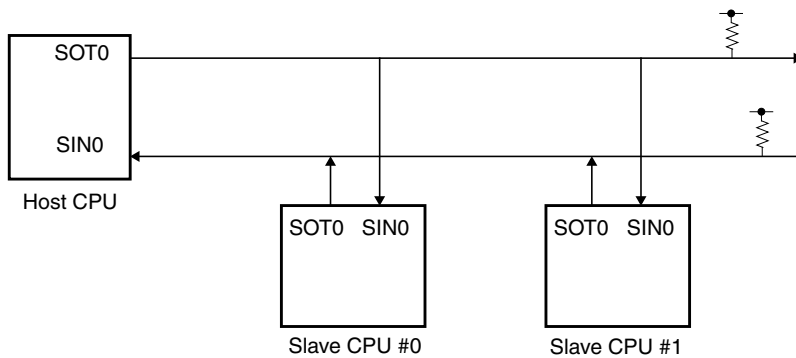 SOT0
SIN0
Host CPU
SOT0 SIN0
SOT0 SIN0
Slave CPU #0
Slave CPU #1